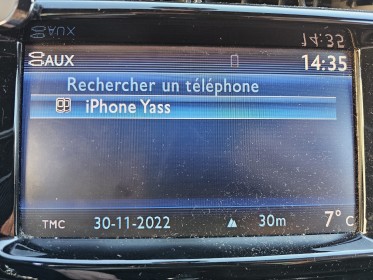 AUX 14:35
Rechercher un téléphone
iPhone Yass
TMC 30-11-2022 30m 7°C